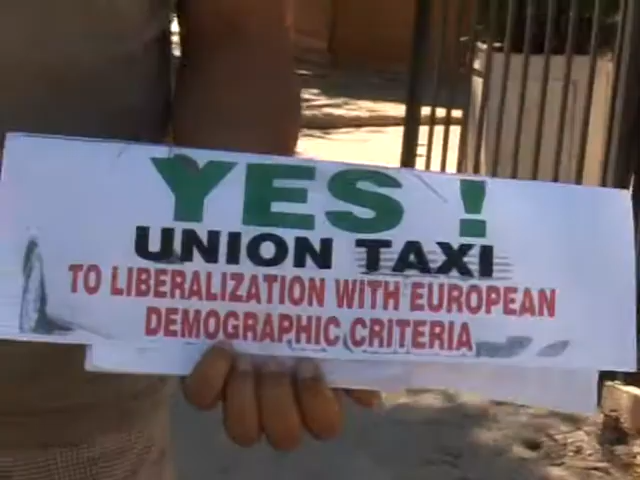 YES !
UNION TAXI
TO LIBERALIZATION WITH EUROPEAN
DEMOGRAPHIC CRITERIA